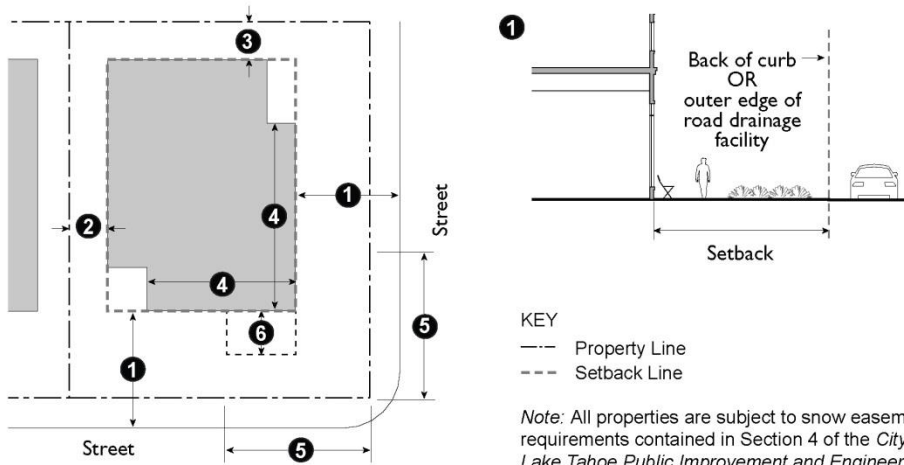 3
1
2
4
4
6
1
5
5
Street
Street
1
Back of curb
OR
outer edge of
road drainage
facility
Setback
KEY
Property Line
Setback Line
Note: All properties are subject to snow
requirements contained in Section 4 of the City
Lake Tahoe Public Improvement and